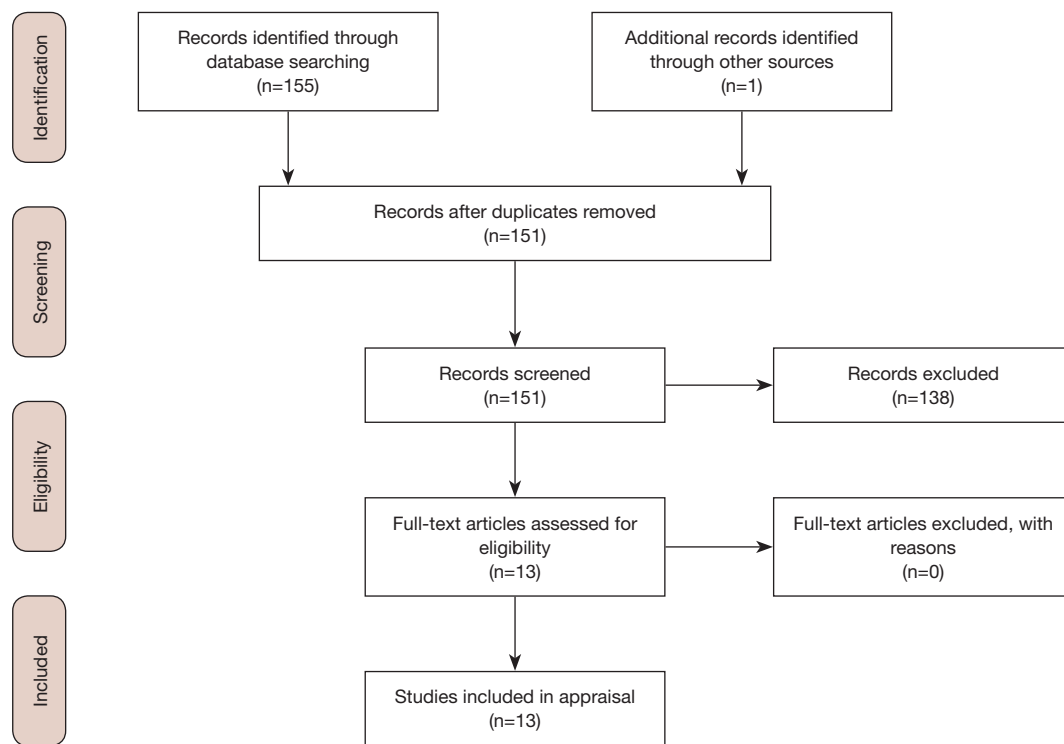 Identification
Records identified through
database searching
(n=155)
Additional records identified
through other sources
(n=1)
Records after duplicates removed
(n=151)
Screening
Records screened
(n=151)
Records excluded
(n=138)
Eligibility
Full-text articles assessed for
eligibility
(n=13)
Full-text articles excluded, with
reasons
(n=0)
Included
Studies included in appraisal
(n=13)